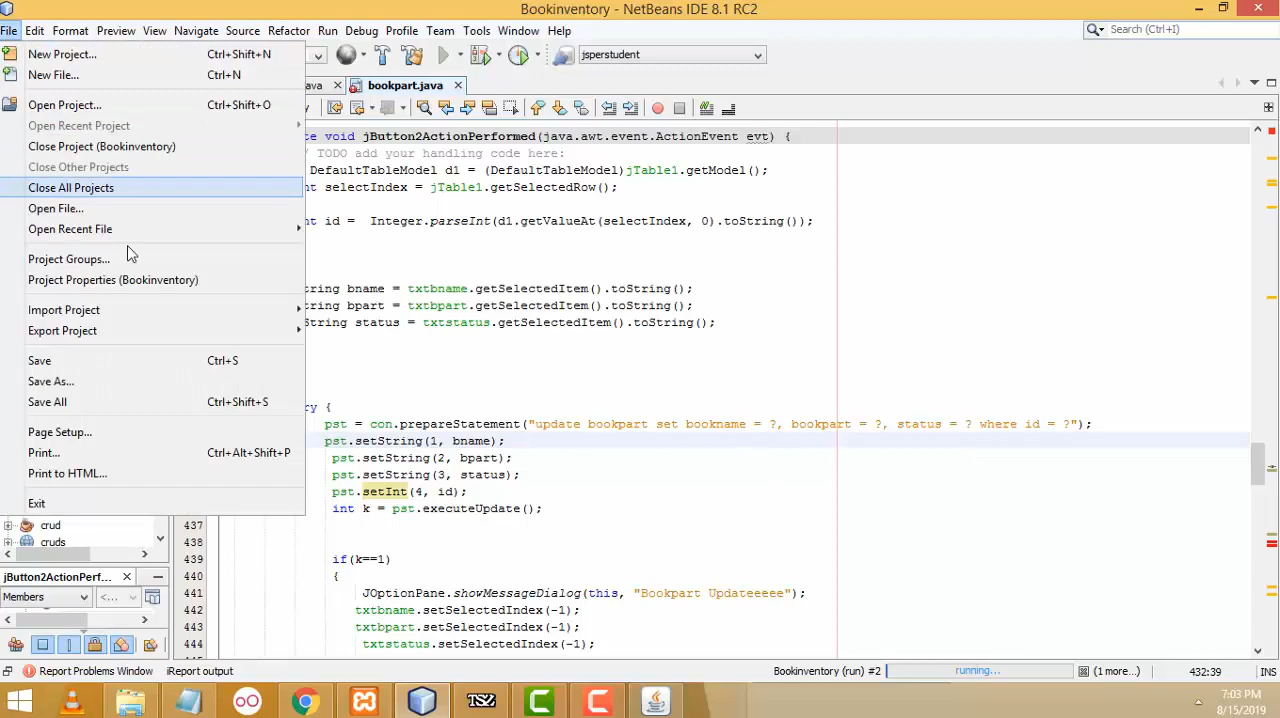 Bookinventory - NetBeans IDE 8.1 RC2
File Edit Format Preview View Navigate Source Refactor Run Debug Profile Team Tools Window Help Search (Ctrl+I)
New Project... Ctrl+Shift+N
New File... Ctrl+N
Open Project... Ctrl+Shift+O
Open Recent Project
Close Project (Bookinventory)
Close Other Projects
Close All Projects
Open File...
Open Recent File
Project Groups...
Project Properties (Bookinventory)
Import Project
Export Project
Save Ctrl+S
Save As...
Save All Ctrl+Shift+S
Page Setup...
Print... Ctrl+Alt+Shift+P
Print to HTML...
Exit
jsperstudent
ava bookpart.java
te void jButton2ActionPerformed(java.awt.event.ActionEvent evt) {
/ TODO add your handling code here:
DefaultTableModel d1 = (DefaultTableModel)jTable1.getModel();
nt selectIndex = jTable1.getSelectedRow();
nt id = Integer.parseInt(d1.getValueAt(selectIndex, 0).toString());
tring bname = txtbname.getSelectedItem().toString();
tring bpart = txtbpart.getSelectedItem().toString();
String status = txtstatus.getSelectedItem().toString();
ry {
pst = con.prepareStatement("update bookpart set bookname = ?, bookpart = ?, status = ? where id = ?");
pst.setString(1, bname);
pst.setString(2, bpart);
pst.setString(3, status);
pst.setInt(4, id);
int k = pst.executeUpdate();
if(k==1)
{
JOptionPane.showMessageDialog(this, "Bookpart Updateeeee");
txtbname.setSelectedIndex(-1);
txtbpart.setSelectedIndex(-1);
txtstatus.setSelectedIndex(-1);
437
438
439
440
441
442
443
444
crud
cruds
jButton2ActionPerf...
Members <...
Report Problems Window iReport output Bookinventory (run) #2 running... (1 more...) 432:39 INS
TSZ
7:03 PM
8/15/2019